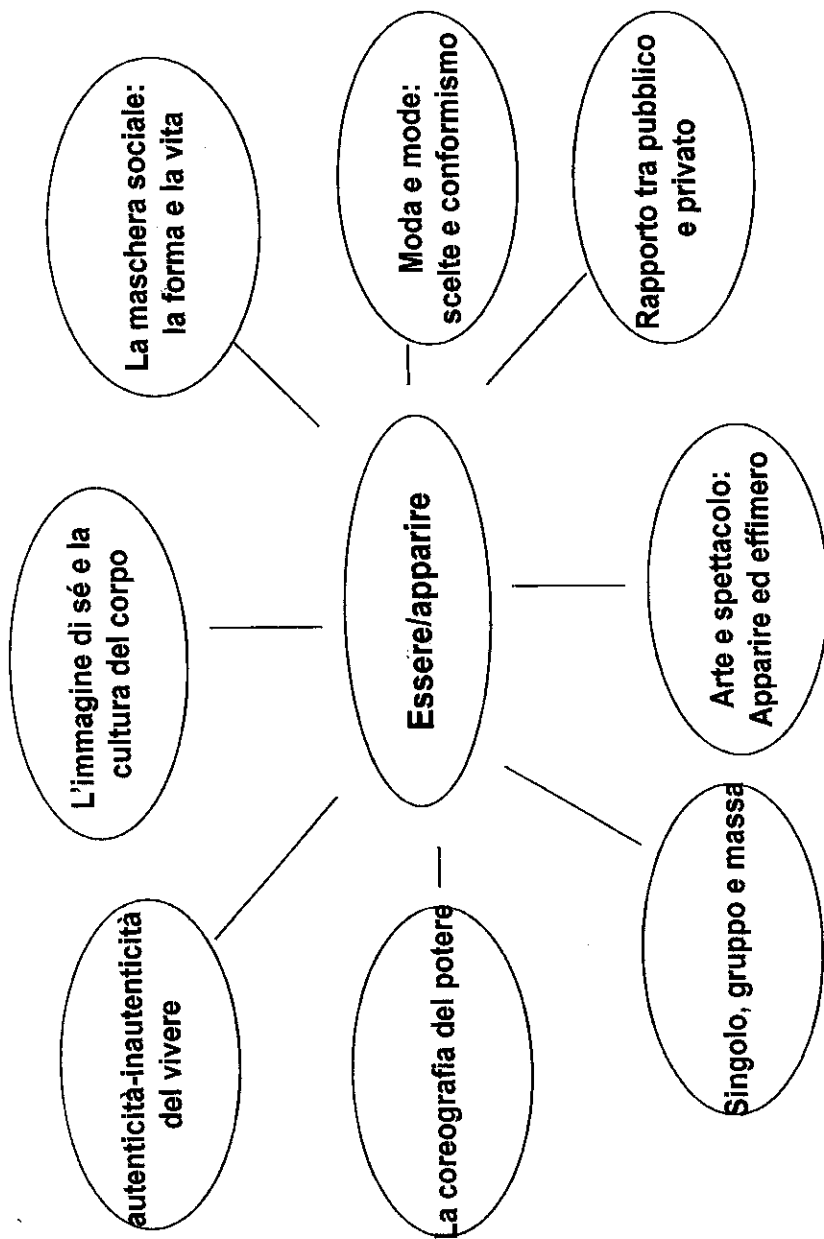 autenticità-inautenticità
del vivere
L'immagine di sé e la
cultura del corpo
La maschera sociale:
la forma e la vita
La coreografia del potere
Essere/apparire
Moda e mode:
scelte e conformismo
Singolo, gruppo e massa
Arte e spettacolo:
Apparire ed effimero
Rapporto tra pubblico
e privato